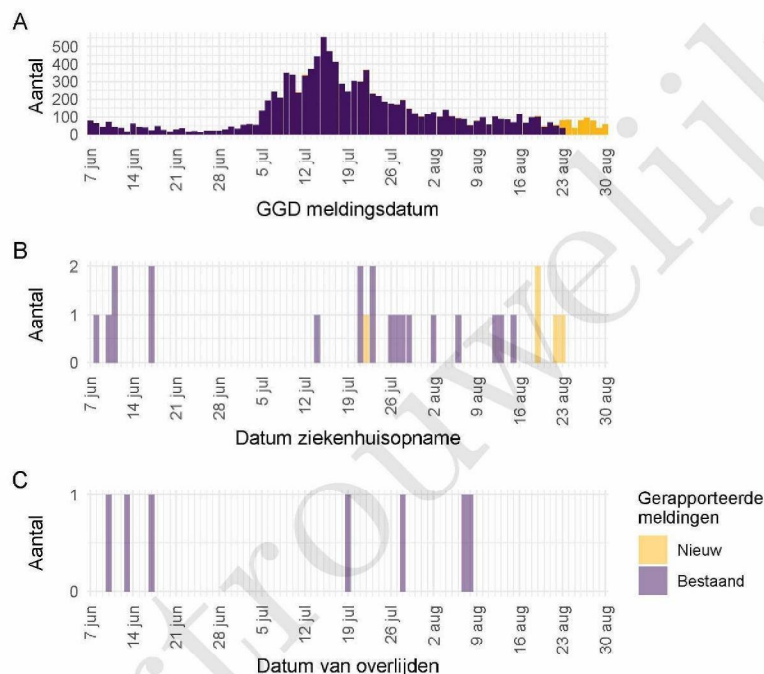 A
Aantal
500
400
300
200
100
0
7 jun
14 jun
21 jun
28 jun
5 jul
12 jul
19 jul
26 jul
2 aug
9 aug
16 aug
23 aug
30 aug
GGD meldingsdatum
B
Aantal
2
1
0
7 jun
14 jun
21 jun
28 jun
5 jul
12 jul
19 jul
26 jul
2 aug
9 aug
16 aug
23 aug
30 aug
Datum ziekenhuisopname
C
Aantal
1
0
7 jun
14 jun
21 jun
28 jun
5 jul
12 jul
19 jul
26 jul
2 aug
9 aug
16 aug
23 aug
30 aug
Datum van overlijden
Gerapporteerde
meldingen
Nieuw
Bestaand
rtrouwelijk